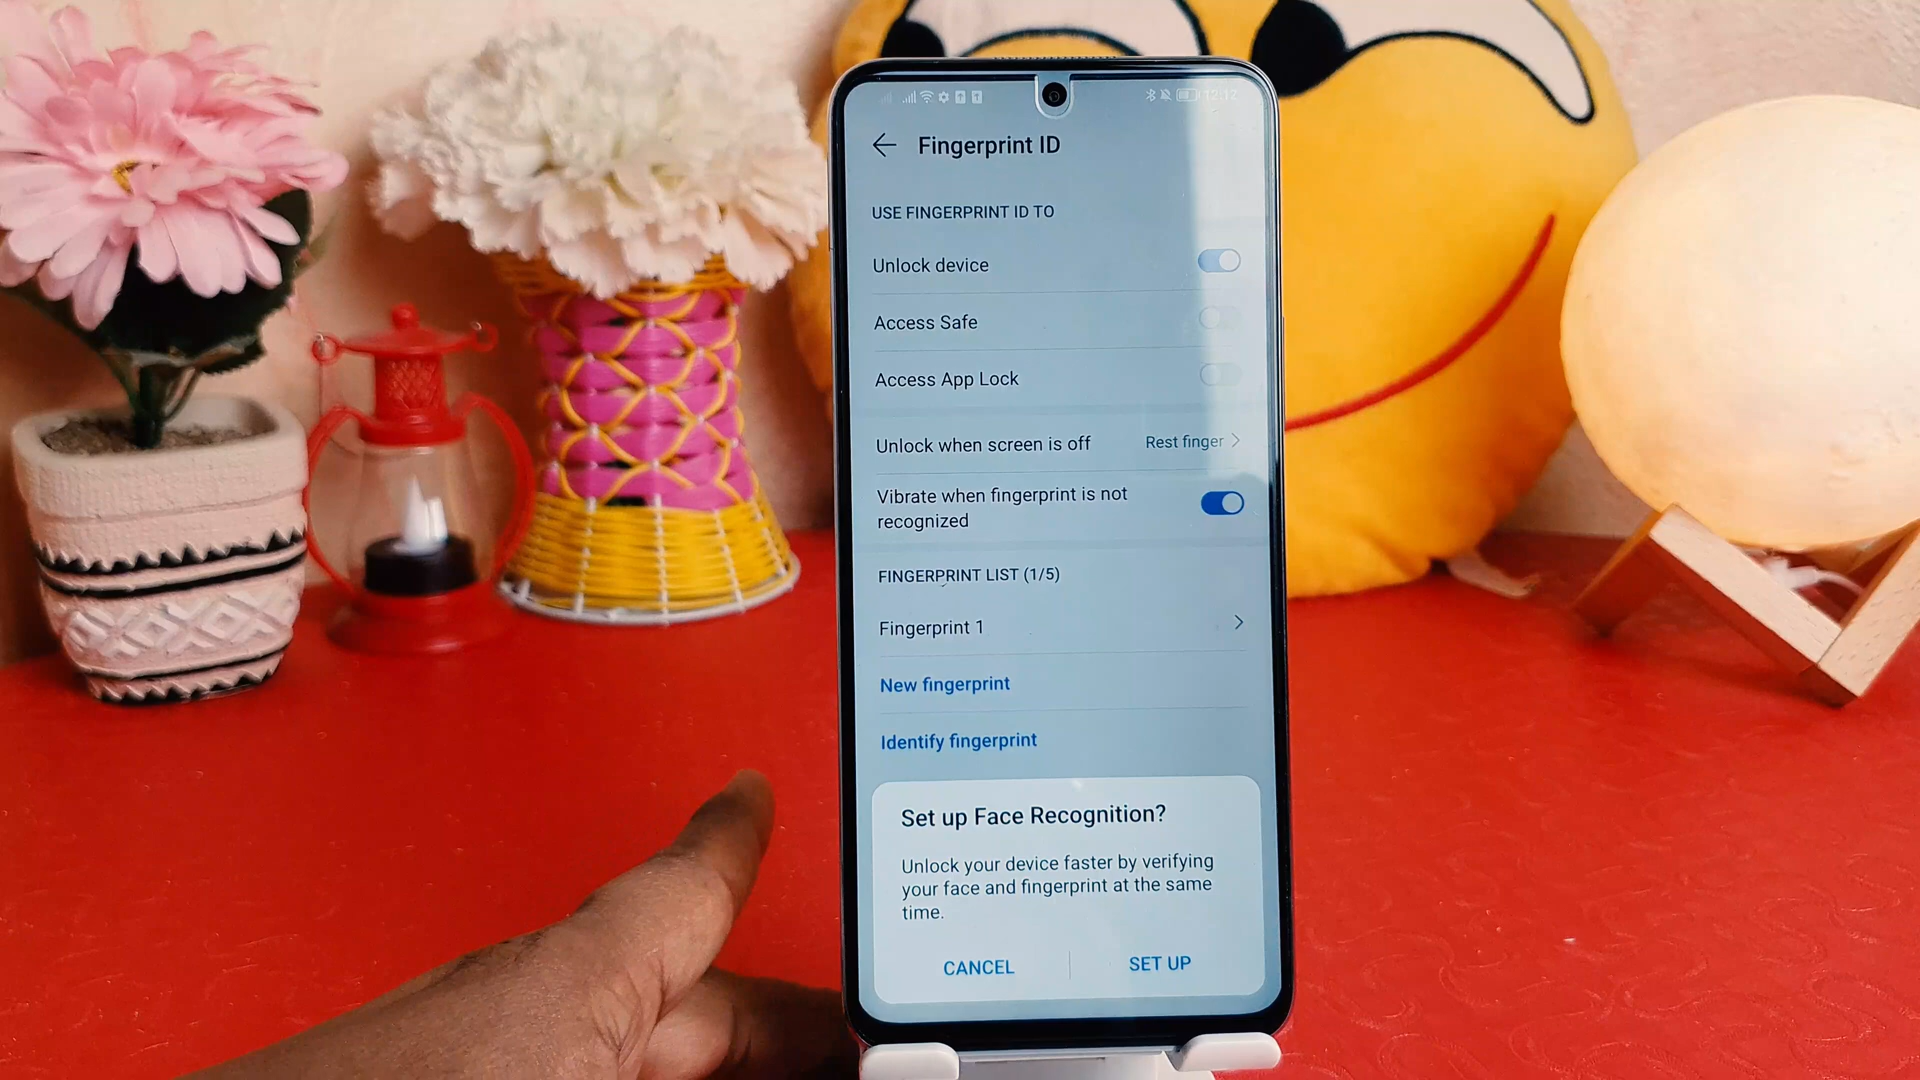 12:12
Fingerprint ID
USE FINGERPRINT ID TO
Unlock device
Access Safe
Access App Lock
Unlock when screen is off Rest finger
Vibrate when fingerprint is not
recognized
FINGERPRINT LIST (1/5)
Fingerprint 1
New fingerprint
Identify fingerprint
Set up Face Recognition?
Unlock your device faster by verifying
your face and fingerprint at the same
time.
CANCEL SET UP